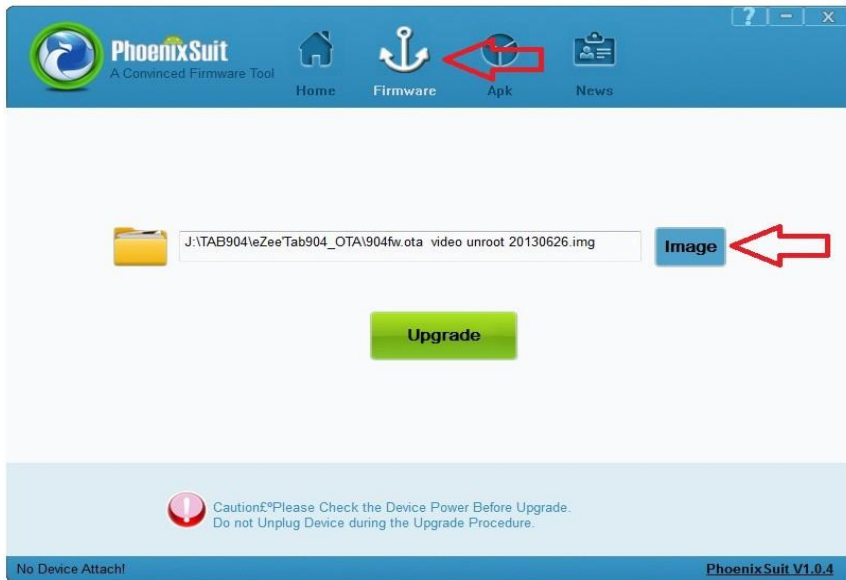 ? - x
PhoenixSuit
A Convinced Firmware Tool
Home Firmware Apk News
J:\TAB904\eZee'Tab904_OTA\904fw.ota video unroot 20130626.img
Image
Upgrade
Caution£ºPlease Check the Device Power Before Upgrade.
Do not Unplug Device during the Upgrade Procedure.
No Device Attach!
PhoenixSuit V1.0.4